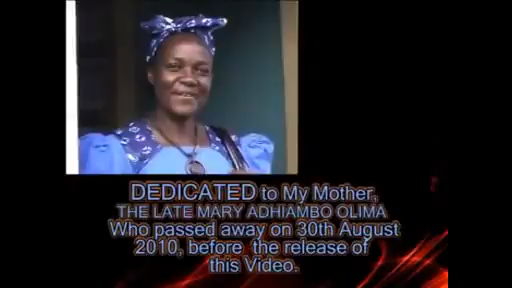 DEDICATED to My Mother,
THE LATE MARY ADHIAMBO OLIMA
Who passed away on 30th August
2010, before the release of
this Video.